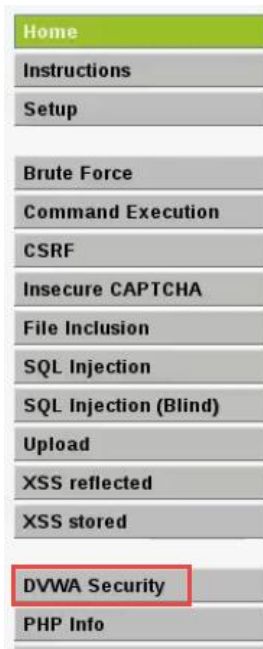 Home
Instructions
Setup
Brute Force
Command Execution
CSRF
Insecure CAPTCHA
File Inclusion
SQL Injection
SQL Injection (Blind)
Upload
XSS reflected
XSS stored
DVWA Security
PHP Info